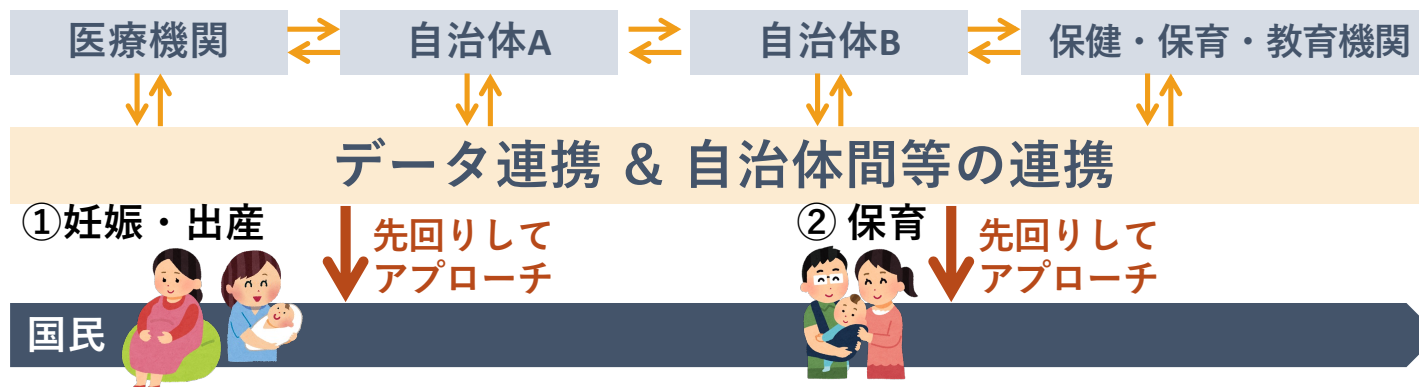 医療機関
自治体A
自治体B
保健・保育・教育機関
データ連携 & 自治体間等の連携
①妊娠・出産
先回りして
アプローチ
② 保育
先回りして
アプローチ
国民